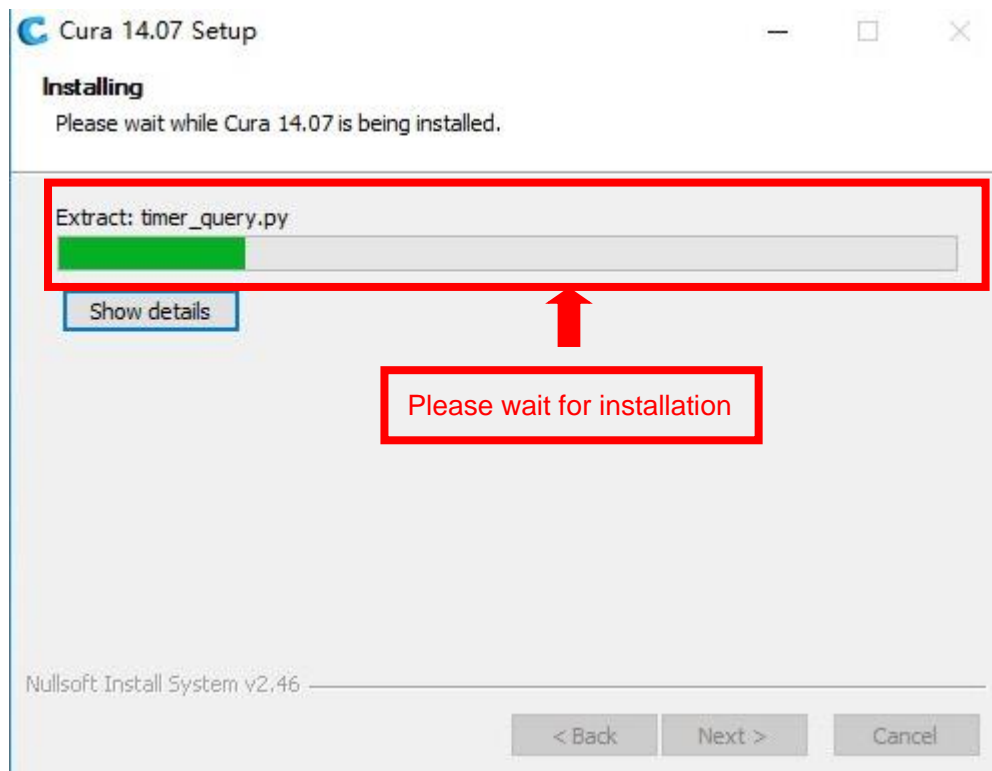 Cura 14.07 Setup
Installing
Please wait while Cura 14.07 is being installed.
Extract: timer_query.py
Show details
Please wait for installation
Nullsoft Install System v2.46
< Back Next > Cancel